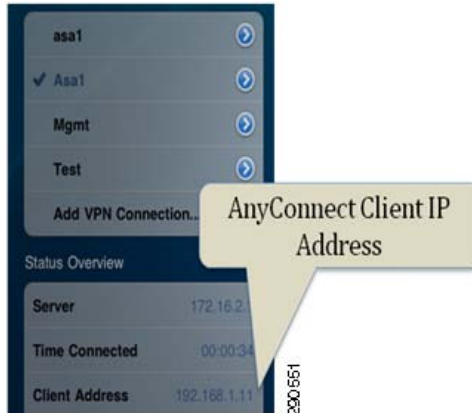 asa1
Asa1
Mgmt
Test
Add VPN Connection..
AnyConnect Client IP
Address
Status Overview
Server 172.16.2.
Time Connected 00:00:34
Client Address 192.168.1.11
290551